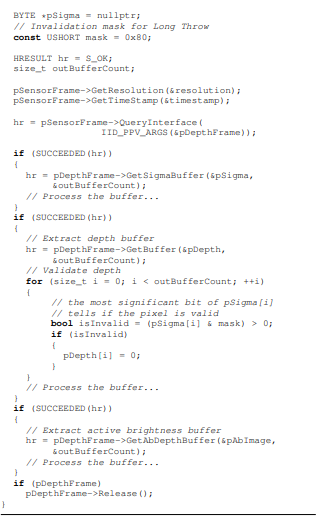 BYTE *pSigma = nullptr;
// Invalidation mask for Long Throw
const USHORT mask = 0x80;
HRESULT hr = S_OK;
size_t outBufferCount;
pSensorFrame->GetResolution(&resolution);
pSensorFrame->GetTimeStamp(&timestamp);
hr = pSensorFrame->QueryInterface(
IID_PPV_ARGS(&pDepthFrame));
if (SUCCEEDED(hr))
{
hr = pDepthFrame->GetSigmaBuffer(&pSigma,
&outBufferCount);
// Process the buffer...
}
if (SUCCEEDED(hr))
{
// Extract depth buffer
hr = pDepthFrame->GetBuffer(&pDepth,
&outBufferCount);
// Validate depth
for (size_t i = 0; i < outBufferCount; ++i)
{
// the most significant bit of pSigma[i]
// tells if the pixel is valid
bool isInvalid = (pSigma[i] & mask) > 0;
if (isInvalid)
{
pDepth[i] = 0;
}
}
// Process the buffer...
}
if (SUCCEEDED(hr))
{
// Extract active brightness buffer
hr = pDepthFrame->GetAbDepthBuffer(&pAbImage,
&outBufferCount);
// Process the buffer...
}
if (pDepthFrame)
pDepthFrame->Release();
}